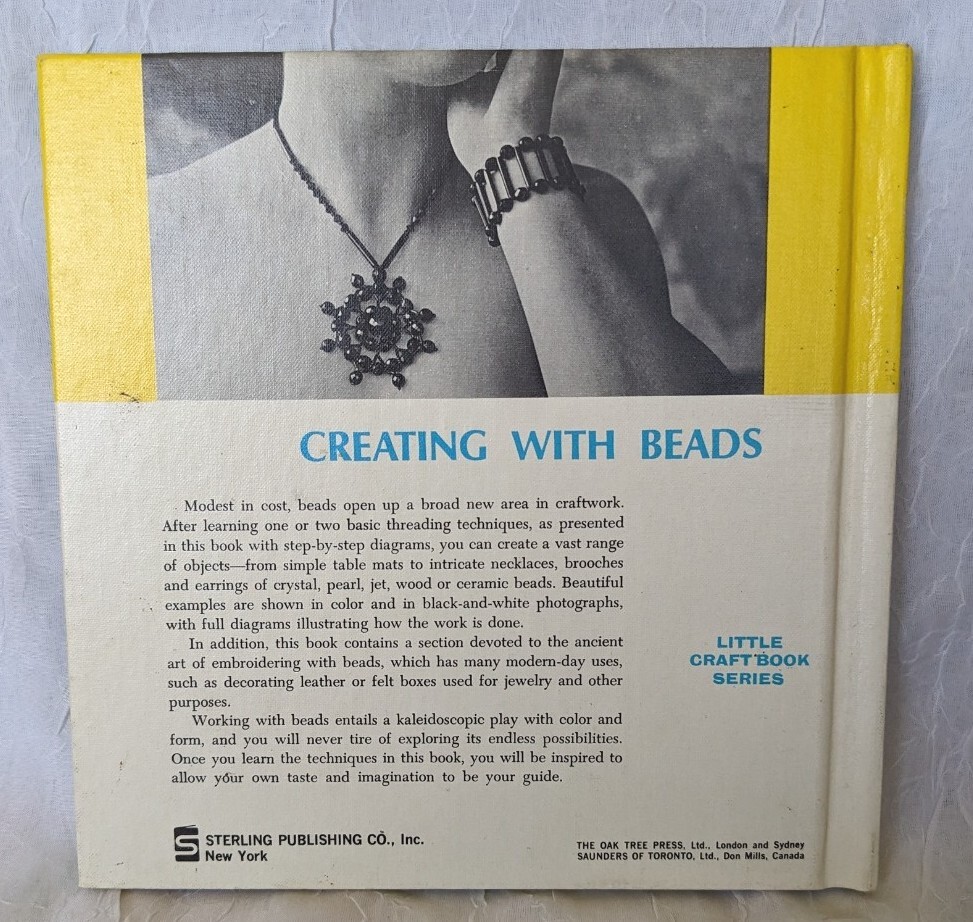 CREATING WITH BEADS
Modest in cost, beads open up a broad new area in craftwork.
After learning one or two basic threading techniques, as presented
in this book with step-by-step diagrams, you can create a vast range
of objects—from simple table mats to intricate necklaces, brooches
and earrings of crystal, pearl, jet, wood or ceramic beads. Beautiful
examples are shown in color and in black-and-white photographs,
with full diagrams illustrating how the work is done.
In addition, this book contains a section devoted to the ancient
art of embroidering with beads, which has many modern-day uses,
such as decorating leather or felt boxes used for jewelry and other
purposes.
Working with beads entails a kaleidoscopic play with color and
form, and you will never tire of exploring its endless possibilities.
Once you learn the techniques in this book, you will be inspired to
allow your own taste and imagination to be your guide.
LITTLE
CRAFT BOOK
SERIES
STERLING PUBLISHING CO., Inc.
New York
THE OAK TREE PRESS, Ltd., London and Sydney
SAUNDERS OF TORONTO, Ltd., Don Mills, Canada